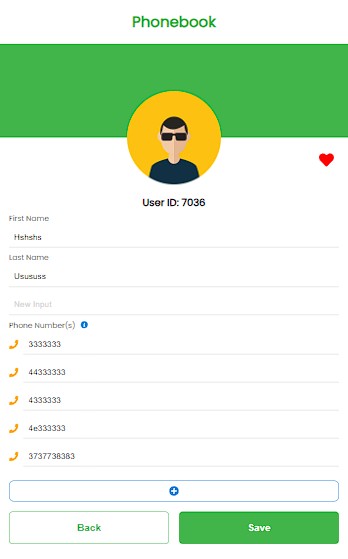 Phonebook
User ID: 7036
First Name
Hshshs
Last Name
Usususs
New Input
Phone Number(s)
3333333
44333333
4333333
4e333333
3737738383
Back
Save